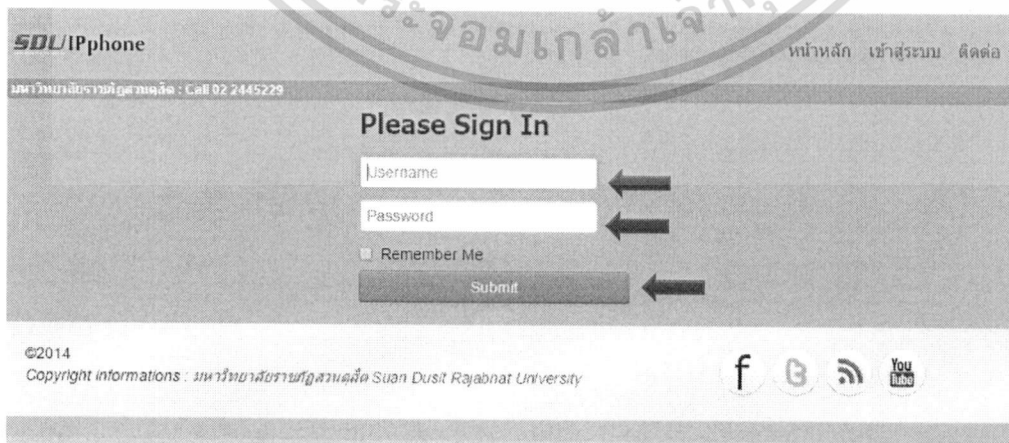 ระจอมเกล้าเจ้า
SDU/IPphone
หน้าหลัก เข้าสู่ระบบ ติดต่อ
มหาวิทยาลัยราชภัฏสวนดุสิต : Call 02 2445229
Please Sign In
Username
Password
Remember Me
Submit
©2014
Copyright informations : มหาวิทยาลัยราชภัฏสวนดุสิต Suan Dusit Rajabhat University
You
Tube